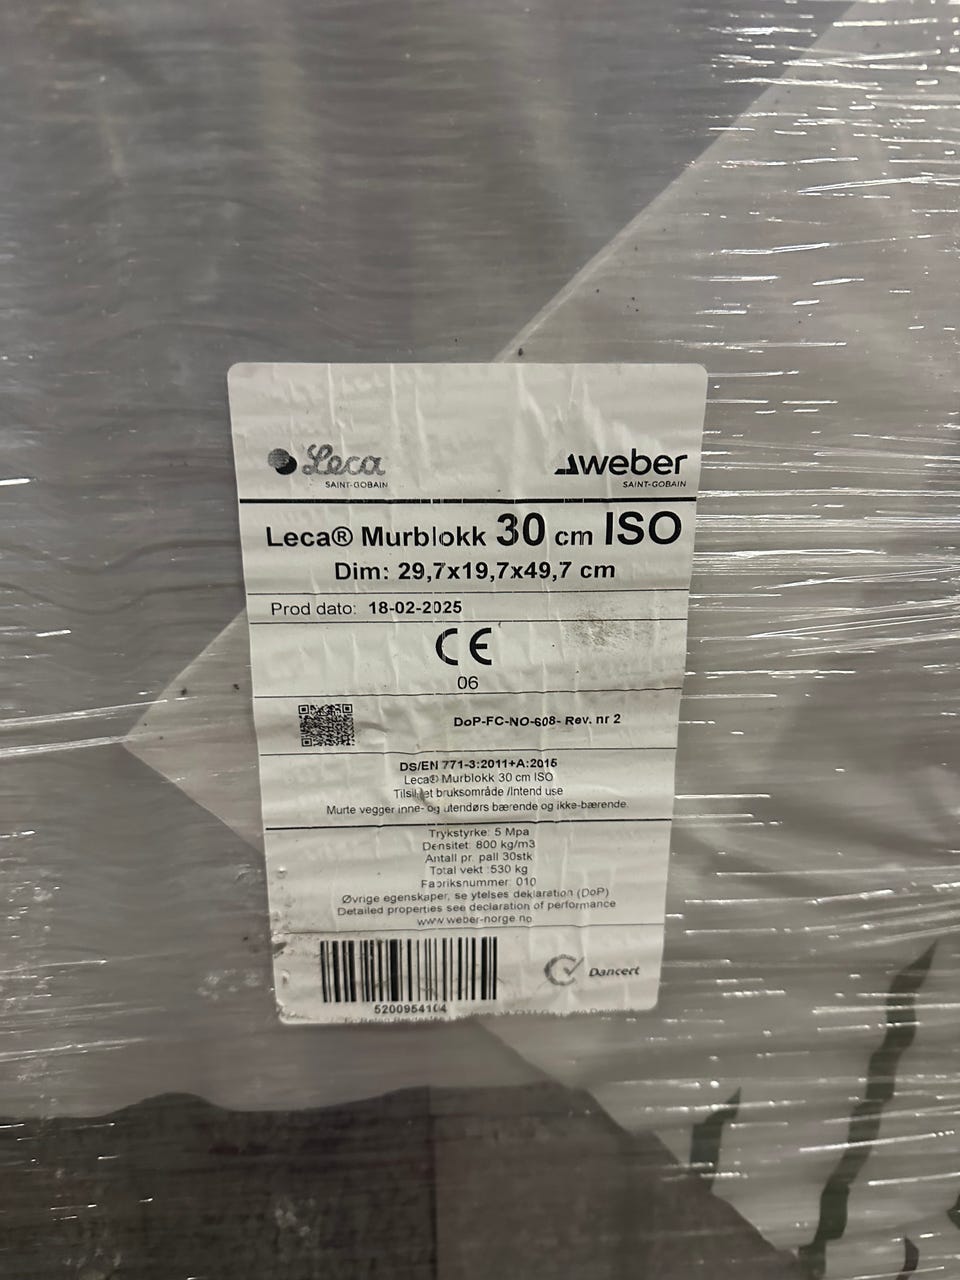 Leca
SAINT-GOBAIN
weber
SAINT-GOBAIN
Leca® Murblokk 30 cm ISO
Dim: 29,7x19,7x49,7 cm
Prod dato: 18-02-2025
CE
06
DoP-FC-NO-608- Rev. nr 2
DS/EN 771-3:2011+A:2015
Leca® Murblokk 30 cm ISO
Tilsiktet bruksområde /Intend use
Murte vegger inne- og utendørs bærende og ikke-bærende.
Trykstyrke: 5 Mpa
Densitet: 800 kg/m3
Antall pr. pall 30stk
Total vekt :530 kg
Fabriksnummer: 010
Øvrige egenskaper, se ytelses deklaration (DoP)
Detailed properties see declaration of performance
www.weber-norge.no
Dancert
5200954104